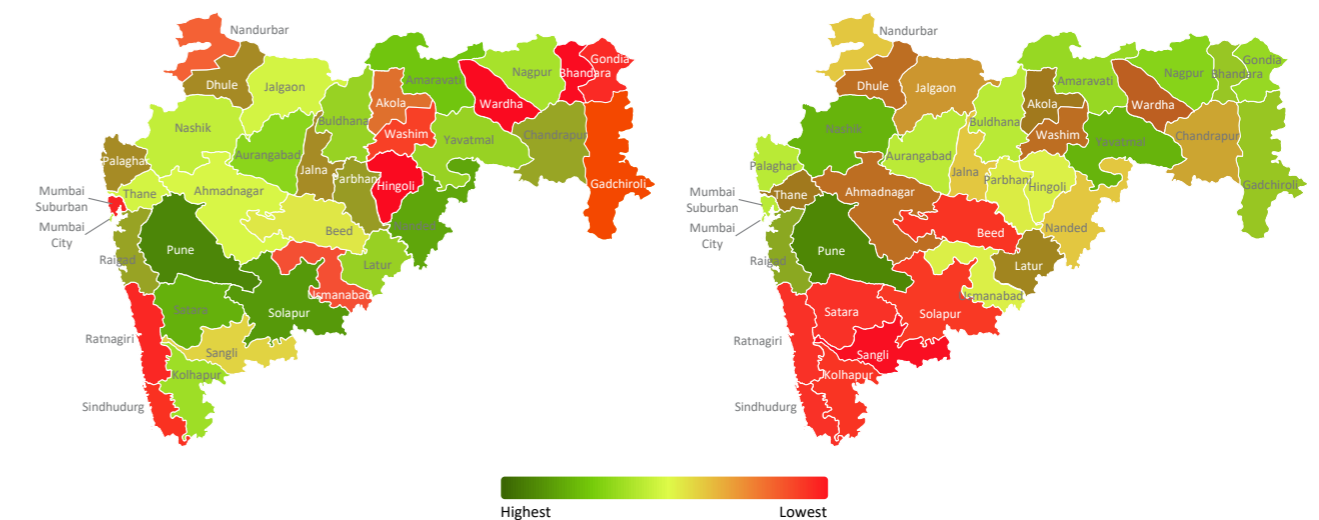 Nandurbar
Dhule
Jalgaon
Nashik
Palaghar
Thane
Mumbai
Suburban
Mumbai
City
Raigad
Pune
Ahmadnagar
Aurangabad
Jalna
Buldhana
Akola
Washim
Amaravati
Wardha
Nagpur
Bhandara
Gondia
Yavatmal
Chandrapur
Gadchiroli
Parbhani
Hingoli
Nanded
Beed
Latur
Usmanabad
Satara
Solapur
Sangli
Ratnagiri
Kolhapur
Sindhudurg
Nandurbar
Dhule
Jalgaon
Nashik
Palaghar
Thane
Mumbai
Suburban
Mumbai
City
Raigad
Pune
Ahmadnagar
Aurangabad
Jalna
Buldhana
Akola
Washim
Amaravati
Wardha
Nagpur
Bhandara
Gondia
Yavatmal
Chandrapur
Gadchiroli
Parbhani
Hingoli
Nanded
Beed
Latur
Usmanabad
Satara
Solapur
Sangli
Ratnagiri
Kolhapur
Sindhudurg
Highest
Lowest